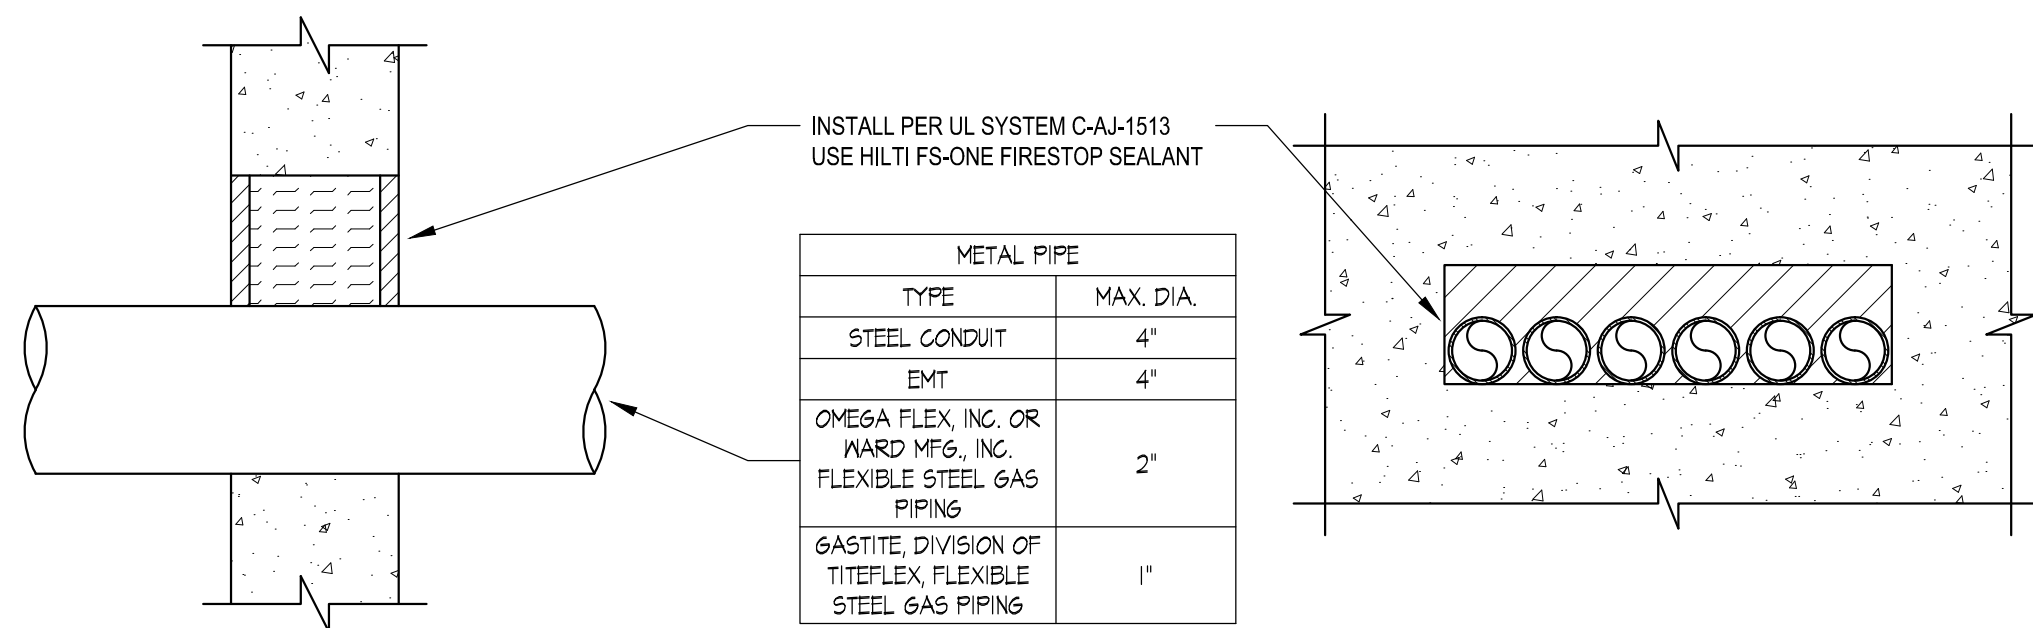 INSTALL PER UL SYSTEM C-AJ-1513
USE HILTI FS-ONE FIRESTOP SEALANT
METAL PIPE
TYPE
MAX. DIA.
STEEL CONDUIT
4"
EMT
4"
OMEGA FLEX, INC. OR
WARD MFG., INC.
FLEXIBLE STEEL GAS
PIPING
2"
GASTITE, DIVISION OF
TITEFLEX, FLEXIBLE
STEEL GAS PIPING
1"